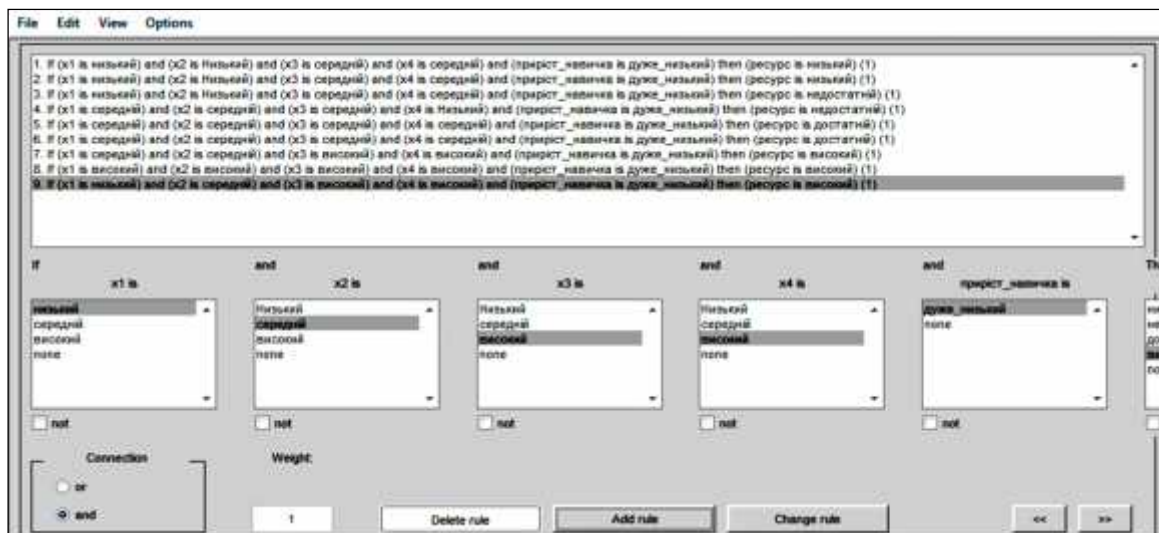 File Edit View Options
1. If (x1 is низький) and (x2 is Низький) and (x3 is середній) and (x4 is середній) and (приріст_навичка is дуже_низький) then (ресурс is низький) (1)
2. If (x1 is низький) and (x2 is Низький) and (x3 is середній) and (x4 is середній) and (приріст_навичка is дуже_низький) then (ресурс is низький) (1)
3. If (x1 is низький) and (x2 is Низький) and (x3 is середній) and (x4 is середній) and (приріст_навичка is дуже_низький) then (ресурс is недостатній) (1)
4. If (x1 is середній) and (x2 is середній) and (x3 is середній) and (x4 is Низький) and (приріст_навичка is дуже_низький) then (ресурс is недостатній) (1)
5. If (x1 is середній) and (x2 is середній) and (x3 is середній) and (x4 is середній) and (приріст_навичка is дуже_низький) then (ресурс is достатній) (1)
6. If (x1 is середній) and (x2 is середній) and (x3 is середній) and (x4 is середній) and (приріст_навичка is дуже_низький) then (ресурс is достатній) (1)
7. If (x1 is середній) and (x2 is середній) and (x3 is високий) and (x4 is високий) and (приріст_навичка is дуже_низький) then (ресурс is високий) (1)
8. If (x1 is високий) and (x2 is високий) and (x3 is високий) and (x4 is високий) and (приріст_навичка is дуже_низький) then (ресурс is високий) (1)
9. If (x1 is низький) and (x2 is середній) and (x3 is високий) and (x4 is високий) and (приріст_навичка is дуже_низький) then (ресурс is високий) (1)
If and and and and Th
x1 is x2 is x3 is x4 is приріст_навичка is
низький Низький Низький Низький дуже_низький
середній середній середній середній none
високий високий високий високий
none none none none
not not not not not
Connection Weight:
or
and 1 Delete rule Add rule Change rule << >>